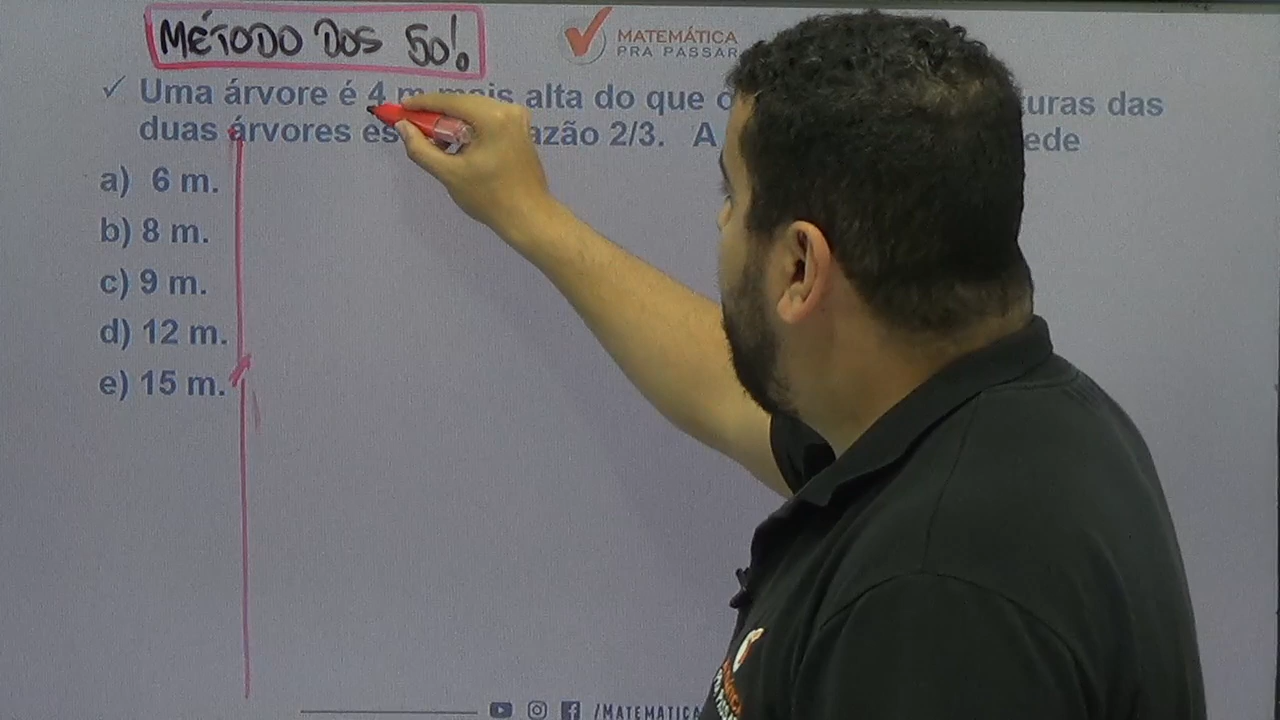 MÉTODO DOS 50!
MATEMÁTICA
PRA PASSAR
Uma árvore é 4 m mais alta do que turas das
duas árvores es azão 2/3. A ede
a) 6 m.
b) 8 m.
c) 9 m.
d) 12 m.
e) 15 m.
/MATEMATICA